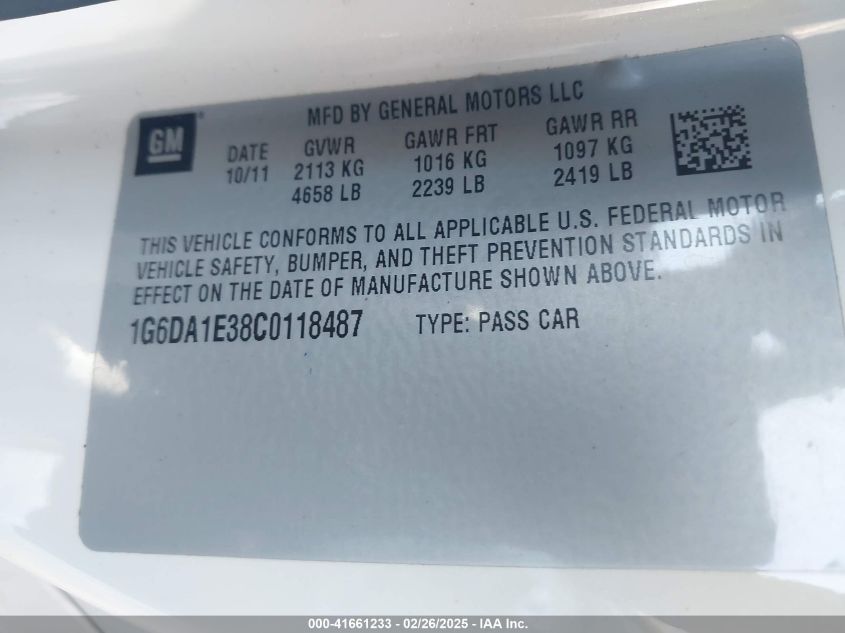 MFD BY GENERAL MOTORS LLC
GM
DATE GVWR GAWR FRT GAWR RR
10/11 2113 KG 1016 KG 1097 KG
4658 LB 2239 LB 2419 LB
THIS VEHICLE CONFORMS TO ALL APPLICABLE U.S. FEDERAL MOTOR
VEHICLE SAFETY, BUMPER, AND THEFT PREVENTION STANDARDS IN
EFFECT ON THE DATE OF MANUFACTURE SHOWN ABOVE.
1G6DA1E38C0118487 TYPE: PASS CAR
000-41661233 - 02/26/2025 - IAA Inc.